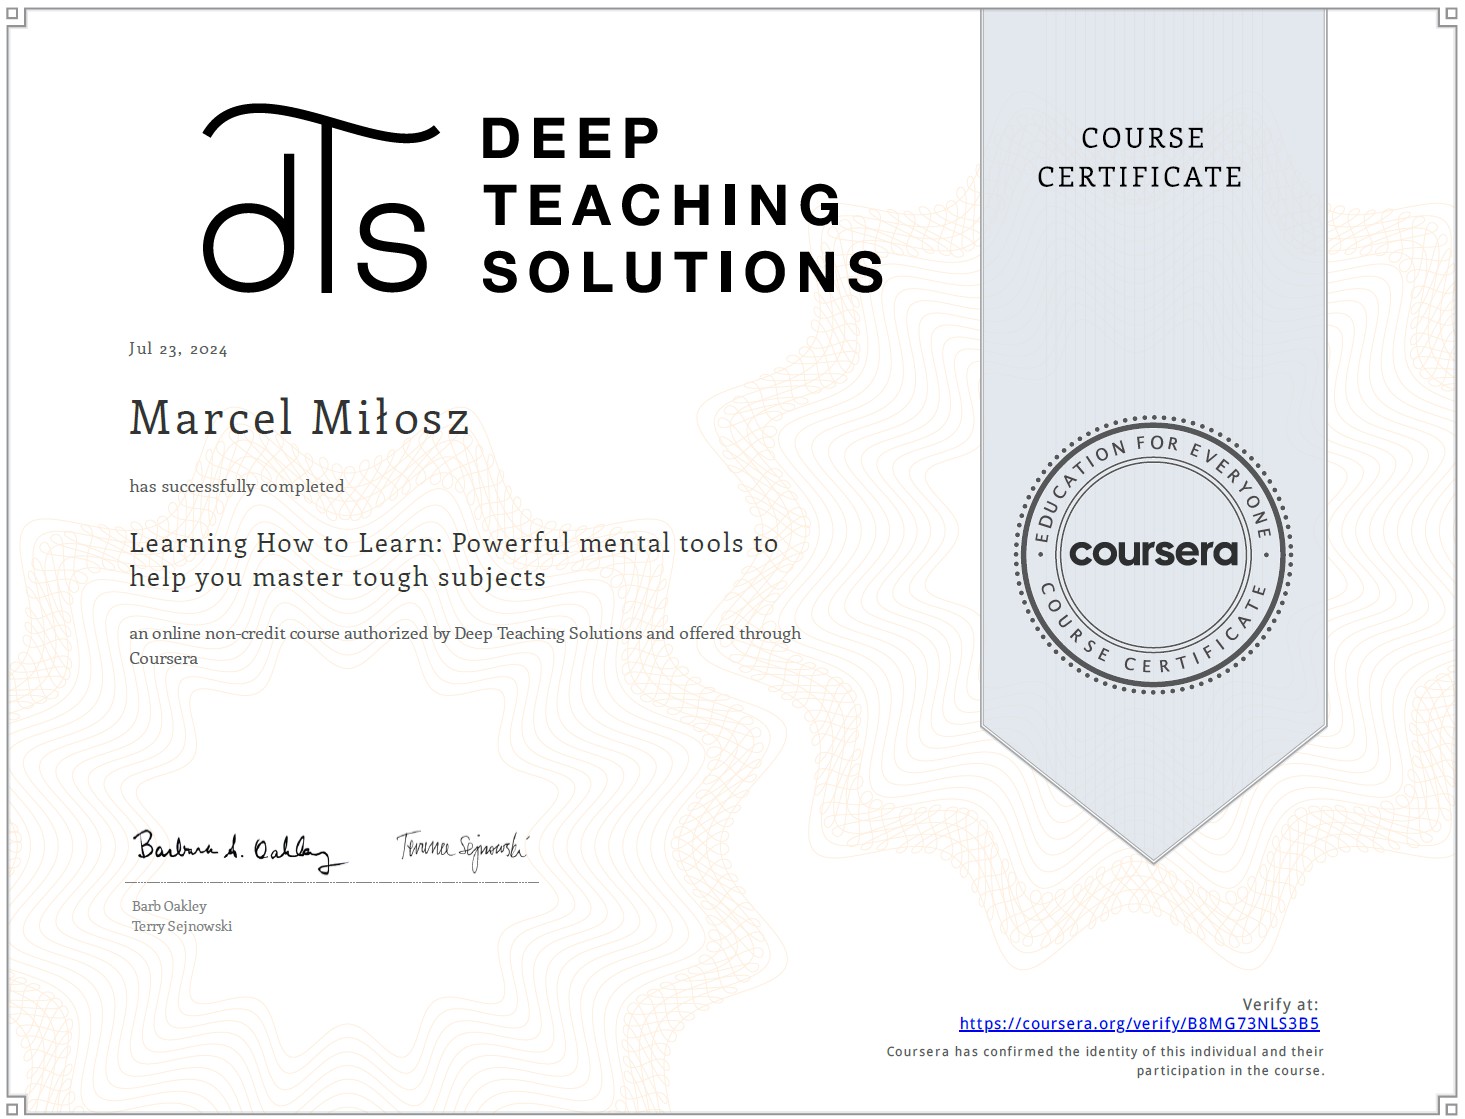 dTs
DEEP
TEACHING
SOLUTIONS
COURSE
CERTIFICATE
Jul 23, 2024
Marcel Miłosz
has successfully completed
Learning How to Learn: Powerful mental tools to
help you master tough subjects
an online non-credit course authorized by Deep Teaching Solutions and offered through
Coursera
EDUCATION FOR EVERYONE
coursera
COURSE CERTIFICATE
Barbara A. Oakley
Terrence Sejnowski
Barb Oakley
Terry Sejnowski
Verify at:
https://coursera.org/verify/B8MG73NLS3B5
Coursera has confirmed the identity of this individual and their
participation in the course.